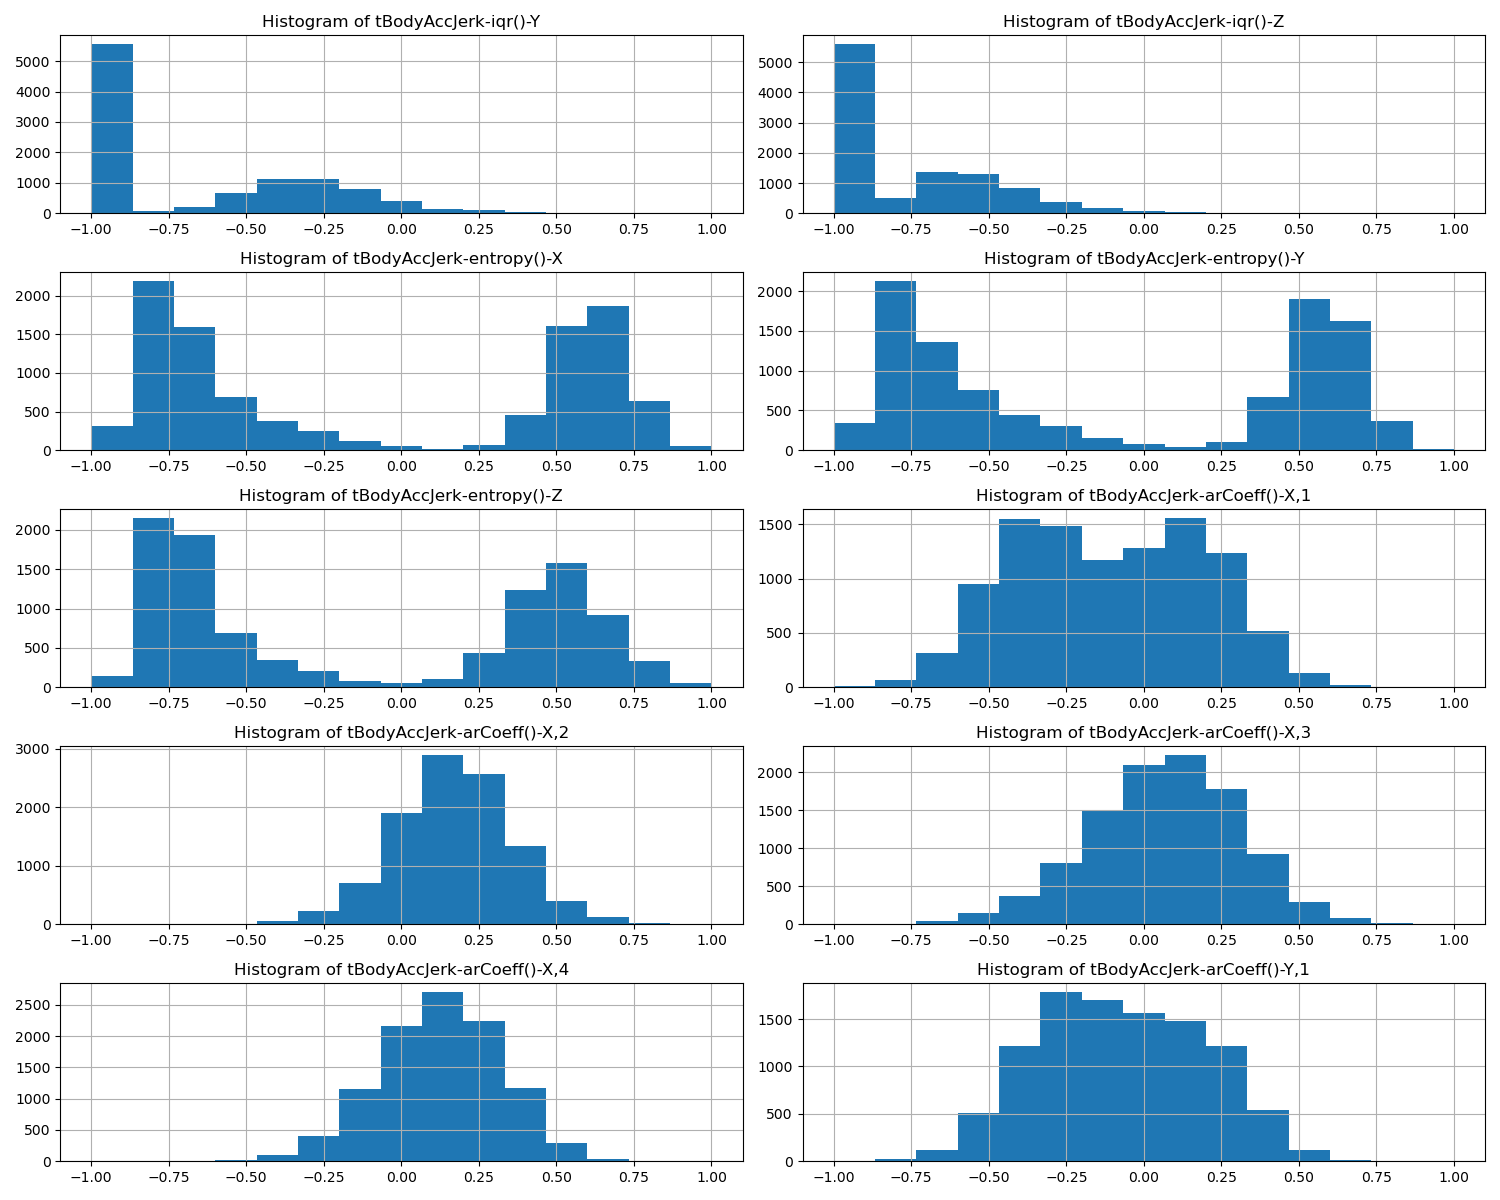 Histogram of tBodyAccJerk-iqr()-Y
5000
4000
3000
2000
1000
0
−1.00 −0.75 −0.50 −0.25 0.00 0.25 0.50 0.75 1.00
Histogram of tBodyAccJerk-iqr()-Z
5000
4000
3000
2000
1000
0
−1.00 −0.75 −0.50 −0.25 0.00 0.25 0.50 0.75 1.00
Histogram of tBodyAccJerk-entropy()-X
2000
1500
1000
500
0
−1.00 −0.75 −0.50 −0.25 0.00 0.25 0.50 0.75 1.00
Histogram of tBodyAccJerk-entropy()-Y
2000
1500
1000
500
0
−1.00 −0.75 −0.50 −0.25 0.00 0.25 0.50 0.75 1.00
Histogram of tBodyAccJerk-entropy()-Z
2000
1500
1000
500
0
−1.00 −0.75 −0.50 −0.25 0.00 0.25 0.50 0.75 1.00
Histogram of tBodyAccJerk-arCoeff()-X,1
1500
1000
500
0
−1.00 −0.75 −0.50 −0.25 0.00 0.25 0.50 0.75 1.00
Histogram of tBodyAccJerk-arCoeff()-X,2
3000
2000
1000
0
−1.00 −0.75 −0.50 −0.25 0.00 0.25 0.50 0.75 1.00
Histogram of tBodyAccJerk-arCoeff()-X,3
2000
1500
1000
500
0
−1.00 −0.75 −0.50 −0.25 0.00 0.25 0.50 0.75 1.00
Histogram of tBodyAccJerk-arCoeff()-X,4
2500
2000
1500
1000
500
0
−1.00 −0.75 −0.50 −0.25 0.00 0.25 0.50 0.75 1.00
Histogram of tBodyAccJerk-arCoeff()-Y,1
1500
1000
500
0
−1.00 −0.75 −0.50 −0.25 0.00 0.25 0.50 0.75 1.00